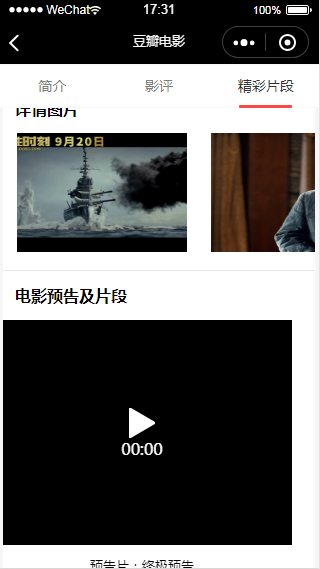 WeChat
17:31
100%
豆瓣电影
简介
影评
精彩片段
详情图片
性时刻 9月20日
电影预告及片段
00:00
预告片：终极预告